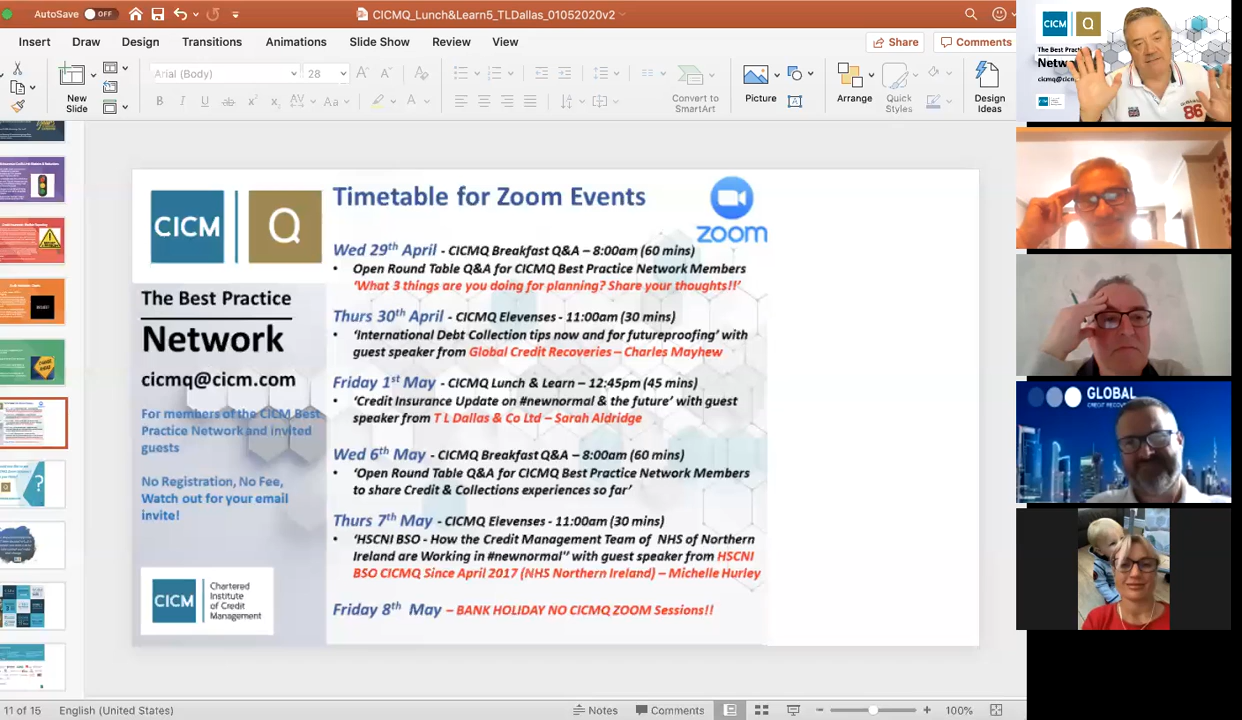 AutoSave OFF
CICMQ_Lunch&Learn5_TLDallas_01052020v2
Insert Draw Design Transitions Animations Slide Show Review View
Share Comments
New Slide
Arial (Body) 28
Convert to SmartArt
Picture
Arrange
Quick Styles
Design Ideas
CICM Q
Timetable for Zoom Events
zoom
Wed 29th April - CICMQ Breakfast Q&A – 8:00am (60 mins)
• Open Round Table Q&A for CICMQ Best Practice Network Members
‘What 3 things are you doing for planning? Share your thoughts!!’
Thurs 30th April - CICMQ Elevenses - 11:00am (30 mins)
• ‘International Debt Collection tips now and for futureproofing’ with
guest speaker from Global Credit Recoveries – Charles Mayhew
Friday 1st May - CICMQ Lunch & Learn – 12:45pm (45 mins)
• ‘Credit Insurance Update on #newnormal & the future’ with guest
speaker from T L Dallas & Co Ltd – Sarah Aldridge
Wed 6th May - CICMQ Breakfast Q&A – 8:00am (60 mins)
• ‘Open Round Table Q&A for CICMQ Best Practice Network Members
to share Credit & Collections experiences so far’
Thurs 7th May - CICMQ Elevenses - 11:00am (30 mins)
• ‘HSCNI BSO - How the Credit Management Team of NHS of Northern
Ireland are Working in #newnormal’’ with guest speaker from HSCNI
BSO CICMQ Since April 2017 (NHS Northern Ireland) – Michelle Hurley
Friday 8th May – BANK HOLIDAY NO CICMQ ZOOM Sessions!!
The Best Practice
Network
cicmq@cicm.com
For members of the CICM Best
Practice Network and invited
guests
No Registration, No Fee,
Watch out for your email
invite!
CICM
Chartered
Institute
of Credit
Management
CICM Q
The Best
Netw
cicmq@cicm
86
GLOBAL
11 of 15 English (United States)
Notes Comments 100%